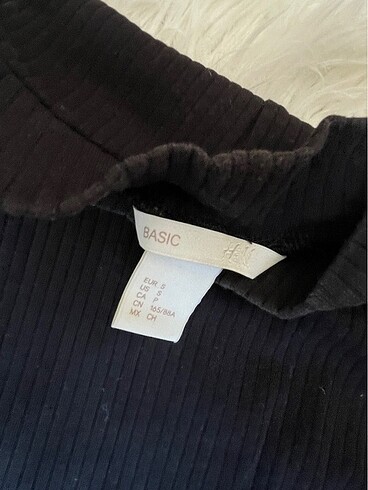 BASIC
EUR S
US S
CA P
CN 165/88A
MX CH